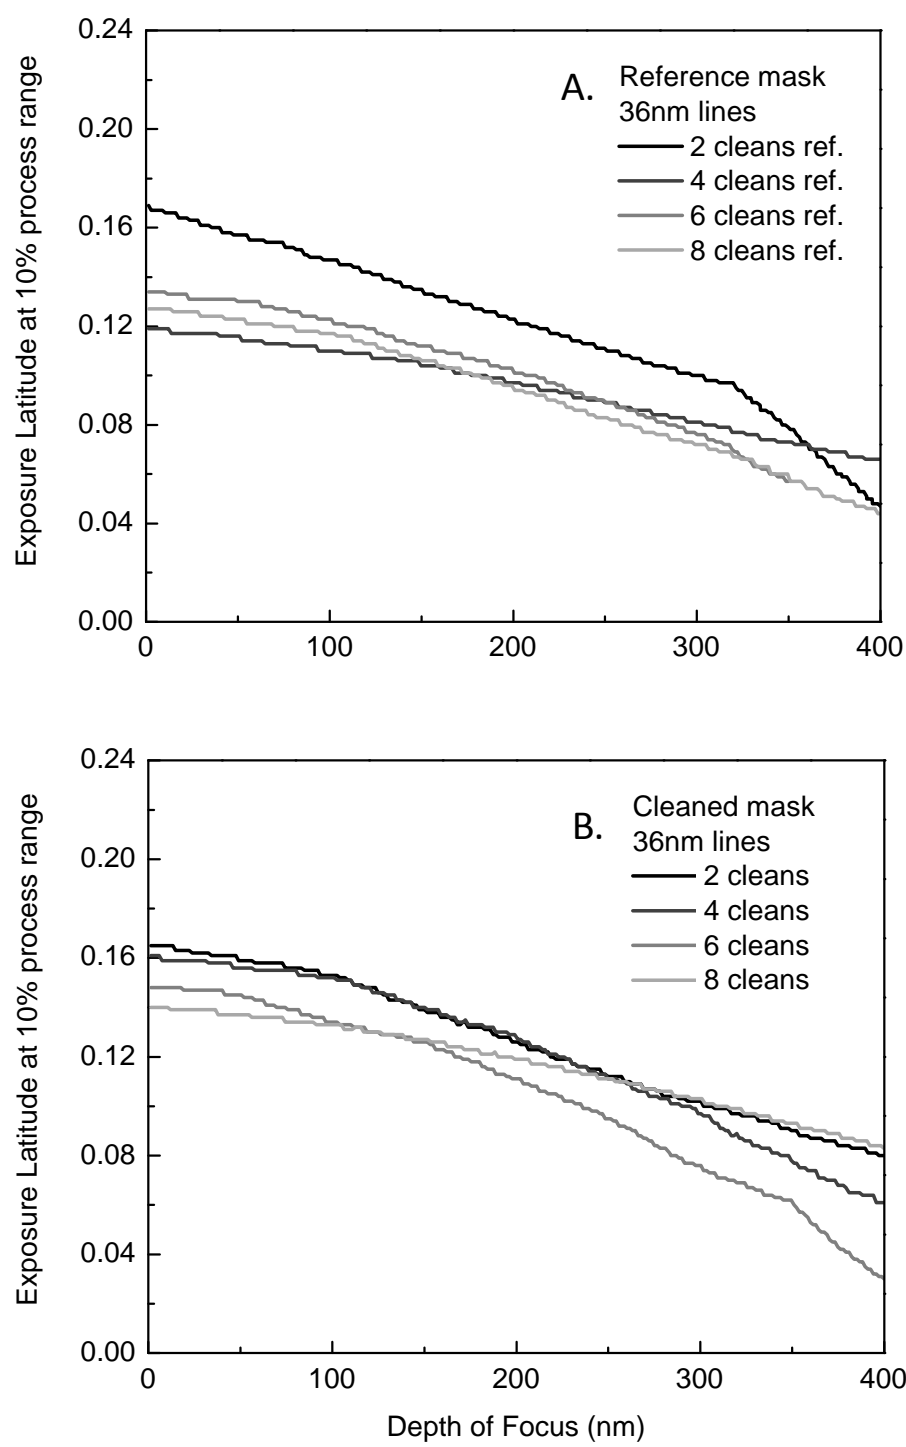 Exposure Latitude at 10% process range
0.24
0.20
0.16
0.12
0.08
0.04
0.00
A.
Reference mask
36nm lines
2 cleans ref.
4 cleans ref.
6 cleans ref.
8 cleans ref.
0 100 200 300 400
Exposure Latitude at 10% process range
0.24
0.20
0.16
0.12
0.08
0.04
0.00
B.
Cleaned mask
36nm lines
2 cleans
4 cleans
6 cleans
8 cleans
0 100 200 300 400
Depth of Focus (nm)